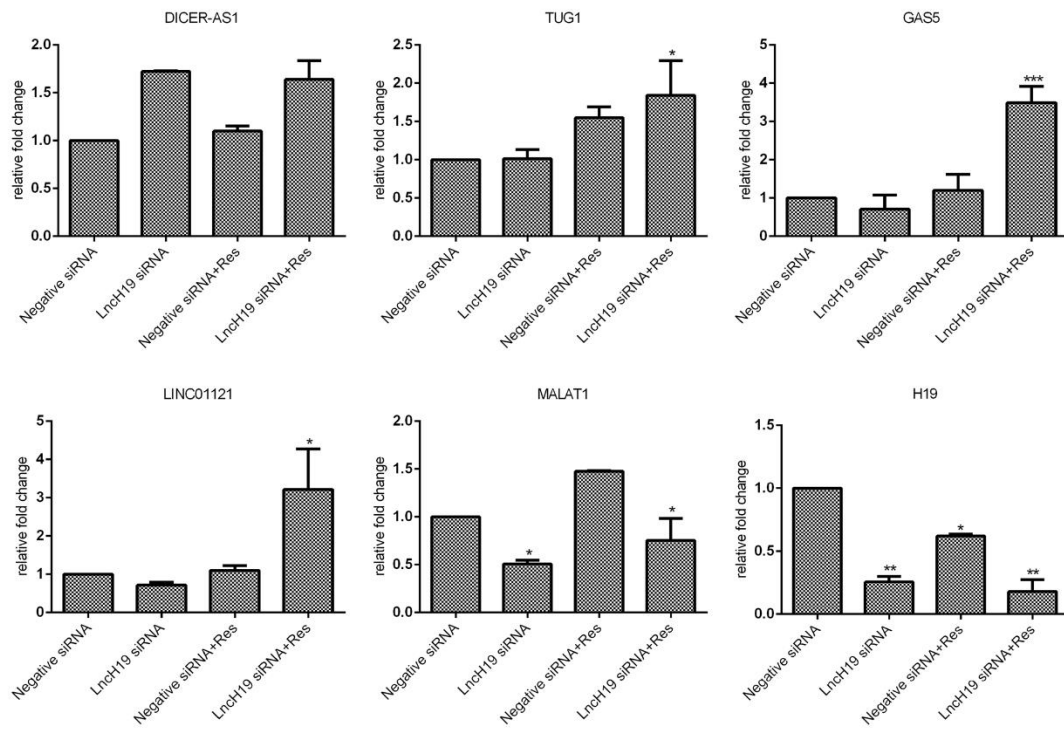 DICER-AS1
relative fold change
2.0
1.5
1.0
0.5
0.0
Negative siRNA
LncH19 siRNA
Negative siRNA+Res
LncH19 siRNA+Res
TUG1
relative fold change
2.5
2.0
1.5
1.0
0.5
0.0
*
Negative siRNA
LncH19 siRNA
Negative siRNA+Res
LncH19 siRNA+Res
GAS5
relative fold change
5
4
3
2
1
0
***
Negative siRNA
LncH19 siRNA
Negative siRNA+Res
LncH19 siRNA+Res
LINC01121
relative fold change
5
4
3
2
1
0
*
Negative siRNA
LncH19 siRNA
Negative siRNA+Res
LncH19 siRNA+Res
MALAT1
relative fold change
2.0
1.5
1.0
0.5
0.0
*
*
Negative siRNA
LncH19 siRNA
Negative siRNA+Res
LncH19 siRNA+Res
H19
relative fold change
1.5
1.0
0.5
0.0
**
*
**
Negative siRNA
LncH19 siRNA
Negative siRNA+Res
LncH19 siRNA+Res